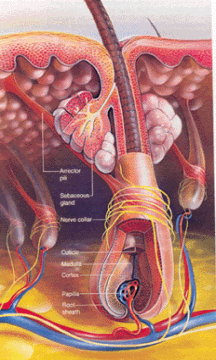 Arrector
pili
Sebaceous
gland
Nerve collar
Cuticle
Medulla
Cortex
Papilla
Root
sheath